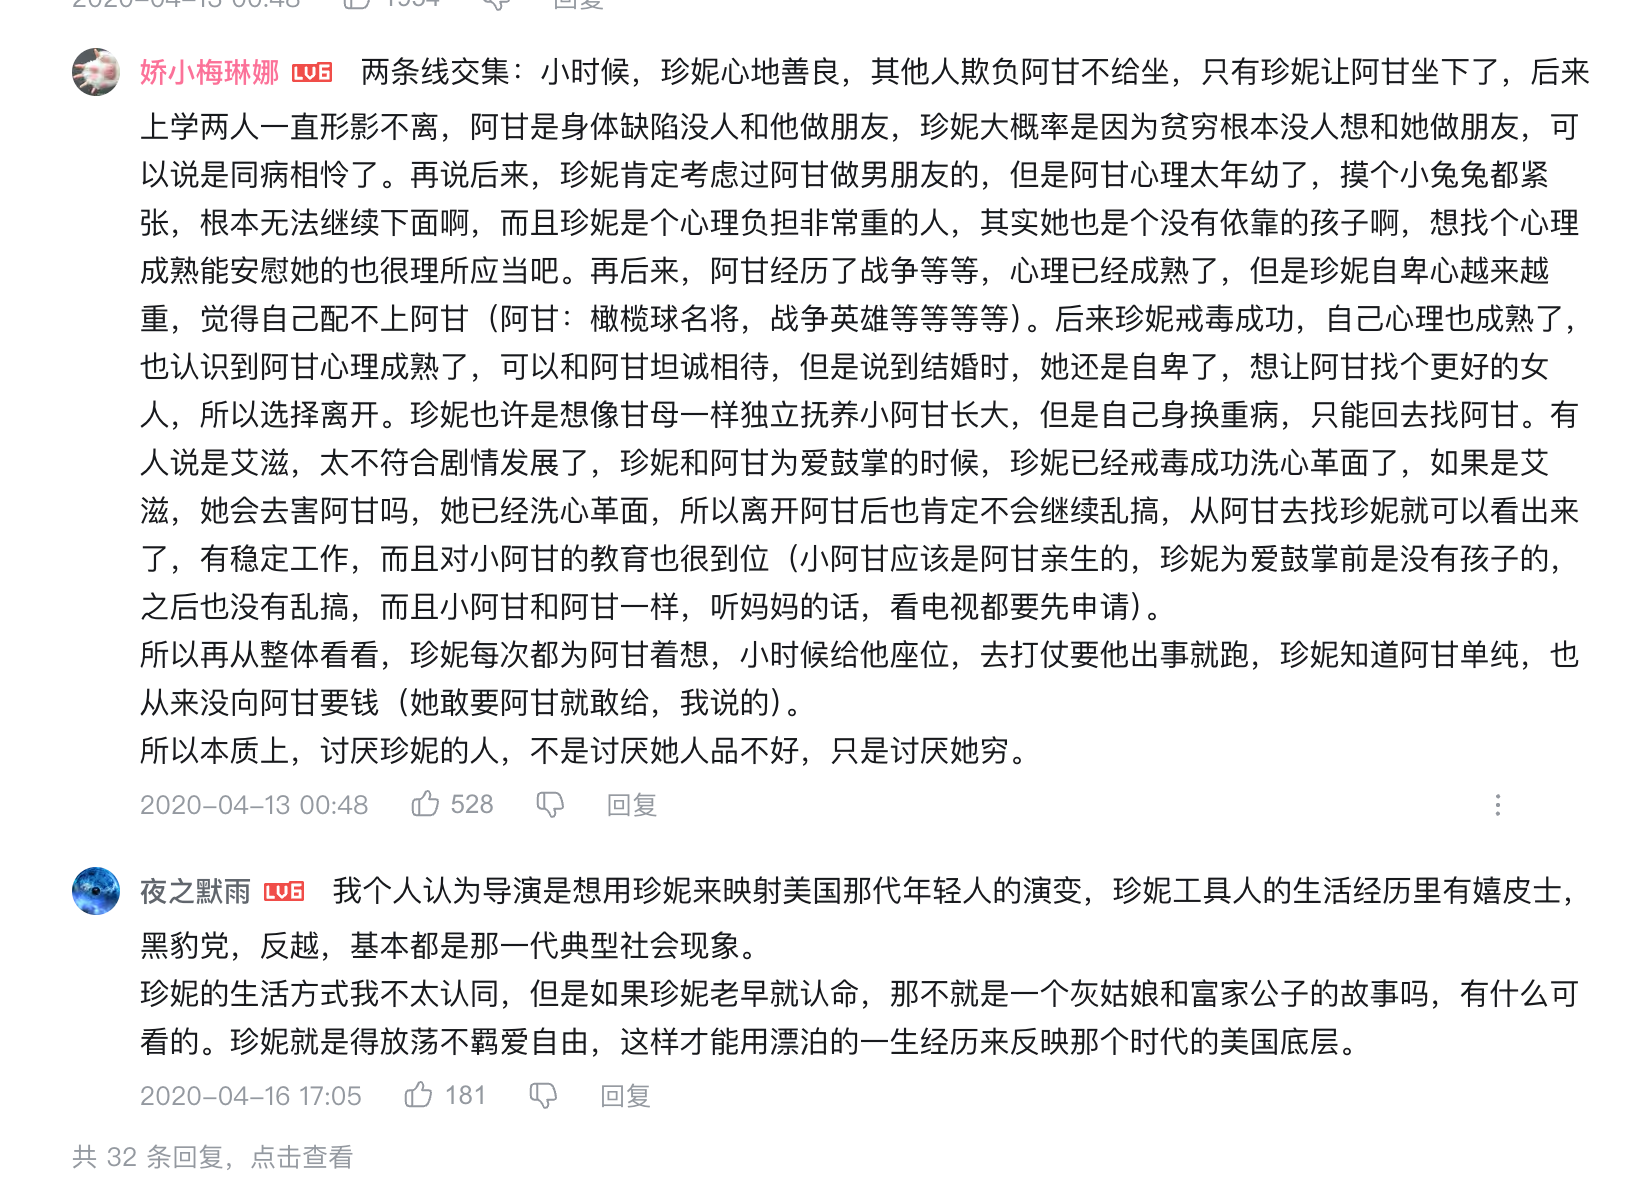 2020-04-13 00:48 1954 回复
娇小梅琳娜 LV6 两条线交集：小时候，珍妮心地善良，其他人欺负阿甘不给坐，只有珍妮让阿甘坐下了，后来
上学两人一直形影不离，阿甘是身体缺陷没人和他做朋友，珍妮大概率是因为贫穷根本没人想和她做朋友，可
以说是同病相怜了。再说后来，珍妮肯定考虑过阿甘做男朋友的，但是阿甘心理太年幼了，摸个小兔兔都紧
张，根本无法继续下面啊，而且珍妮是个心理负担非常重的人，其实她也是个没有依靠的孩子啊，想找个心理
成熟能安慰她的也很理所应当吧。再后来，阿甘经历了战争等等，心理已经成熟了，但是珍妮自卑心越来越
重，觉得自己配不上阿甘（阿甘：橄榄球名将，战争英雄等等等等）。后来珍妮戒毒成功，自己心理也成熟了，
也认识到阿甘心理成熟了，可以和阿甘坦诚相待，但是说到结婚时，她还是自卑了，想让阿甘找个更好的女
人，所以选择离开。珍妮也许是想像甘母一样独立抚养小阿甘长大，但是自己身换重病，只能回去找阿甘。有
人说是艾滋，太不符合剧情发展了，珍妮和阿甘为爱鼓掌的时候，珍妮已经戒毒成功洗心革面了，如果是艾
滋，她会去害阿甘吗，她已经洗心革面，所以离开阿甘后也肯定不会继续乱搞，从阿甘去找珍妮就可以看出来
了，有稳定工作，而且对小阿甘的教育也很到位（小阿甘应该是阿甘亲生的，珍妮为爱鼓掌前是没有孩子的，
之后也没有乱搞，而且小阿甘和阿甘一样，听妈妈的话，看电视都要先申请）。
所以再从整体看看，珍妮每次都为阿甘着想，小时候给他座位，去打仗要他出事就跑，珍妮知道阿甘单纯，也
从来没向阿甘要钱（她敢要阿甘就敢给，我说的）。
所以本质上，讨厌珍妮的人，不是讨厌她人品不好，只是讨厌她穷。
2020-04-13 00:48 528 回复
夜之默雨 LV6 我个人认为导演是想用珍妮来映射美国那代年轻人的演变，珍妮工具人的生活经历里有嬉皮士，
黑豹党，反越，基本都是那一代典型社会现象。
珍妮的生活方式我不太认同，但是如果珍妮老早就认命，那不就是一个灰姑娘和富家公子的故事吗，有什么可
看的。珍妮就是得放荡不羁爱自由，这样才能用漂泊的一生经历来反映那个时代的美国底层。
2020-04-16 17:05 181 回复
共 32 条回复，点击查看